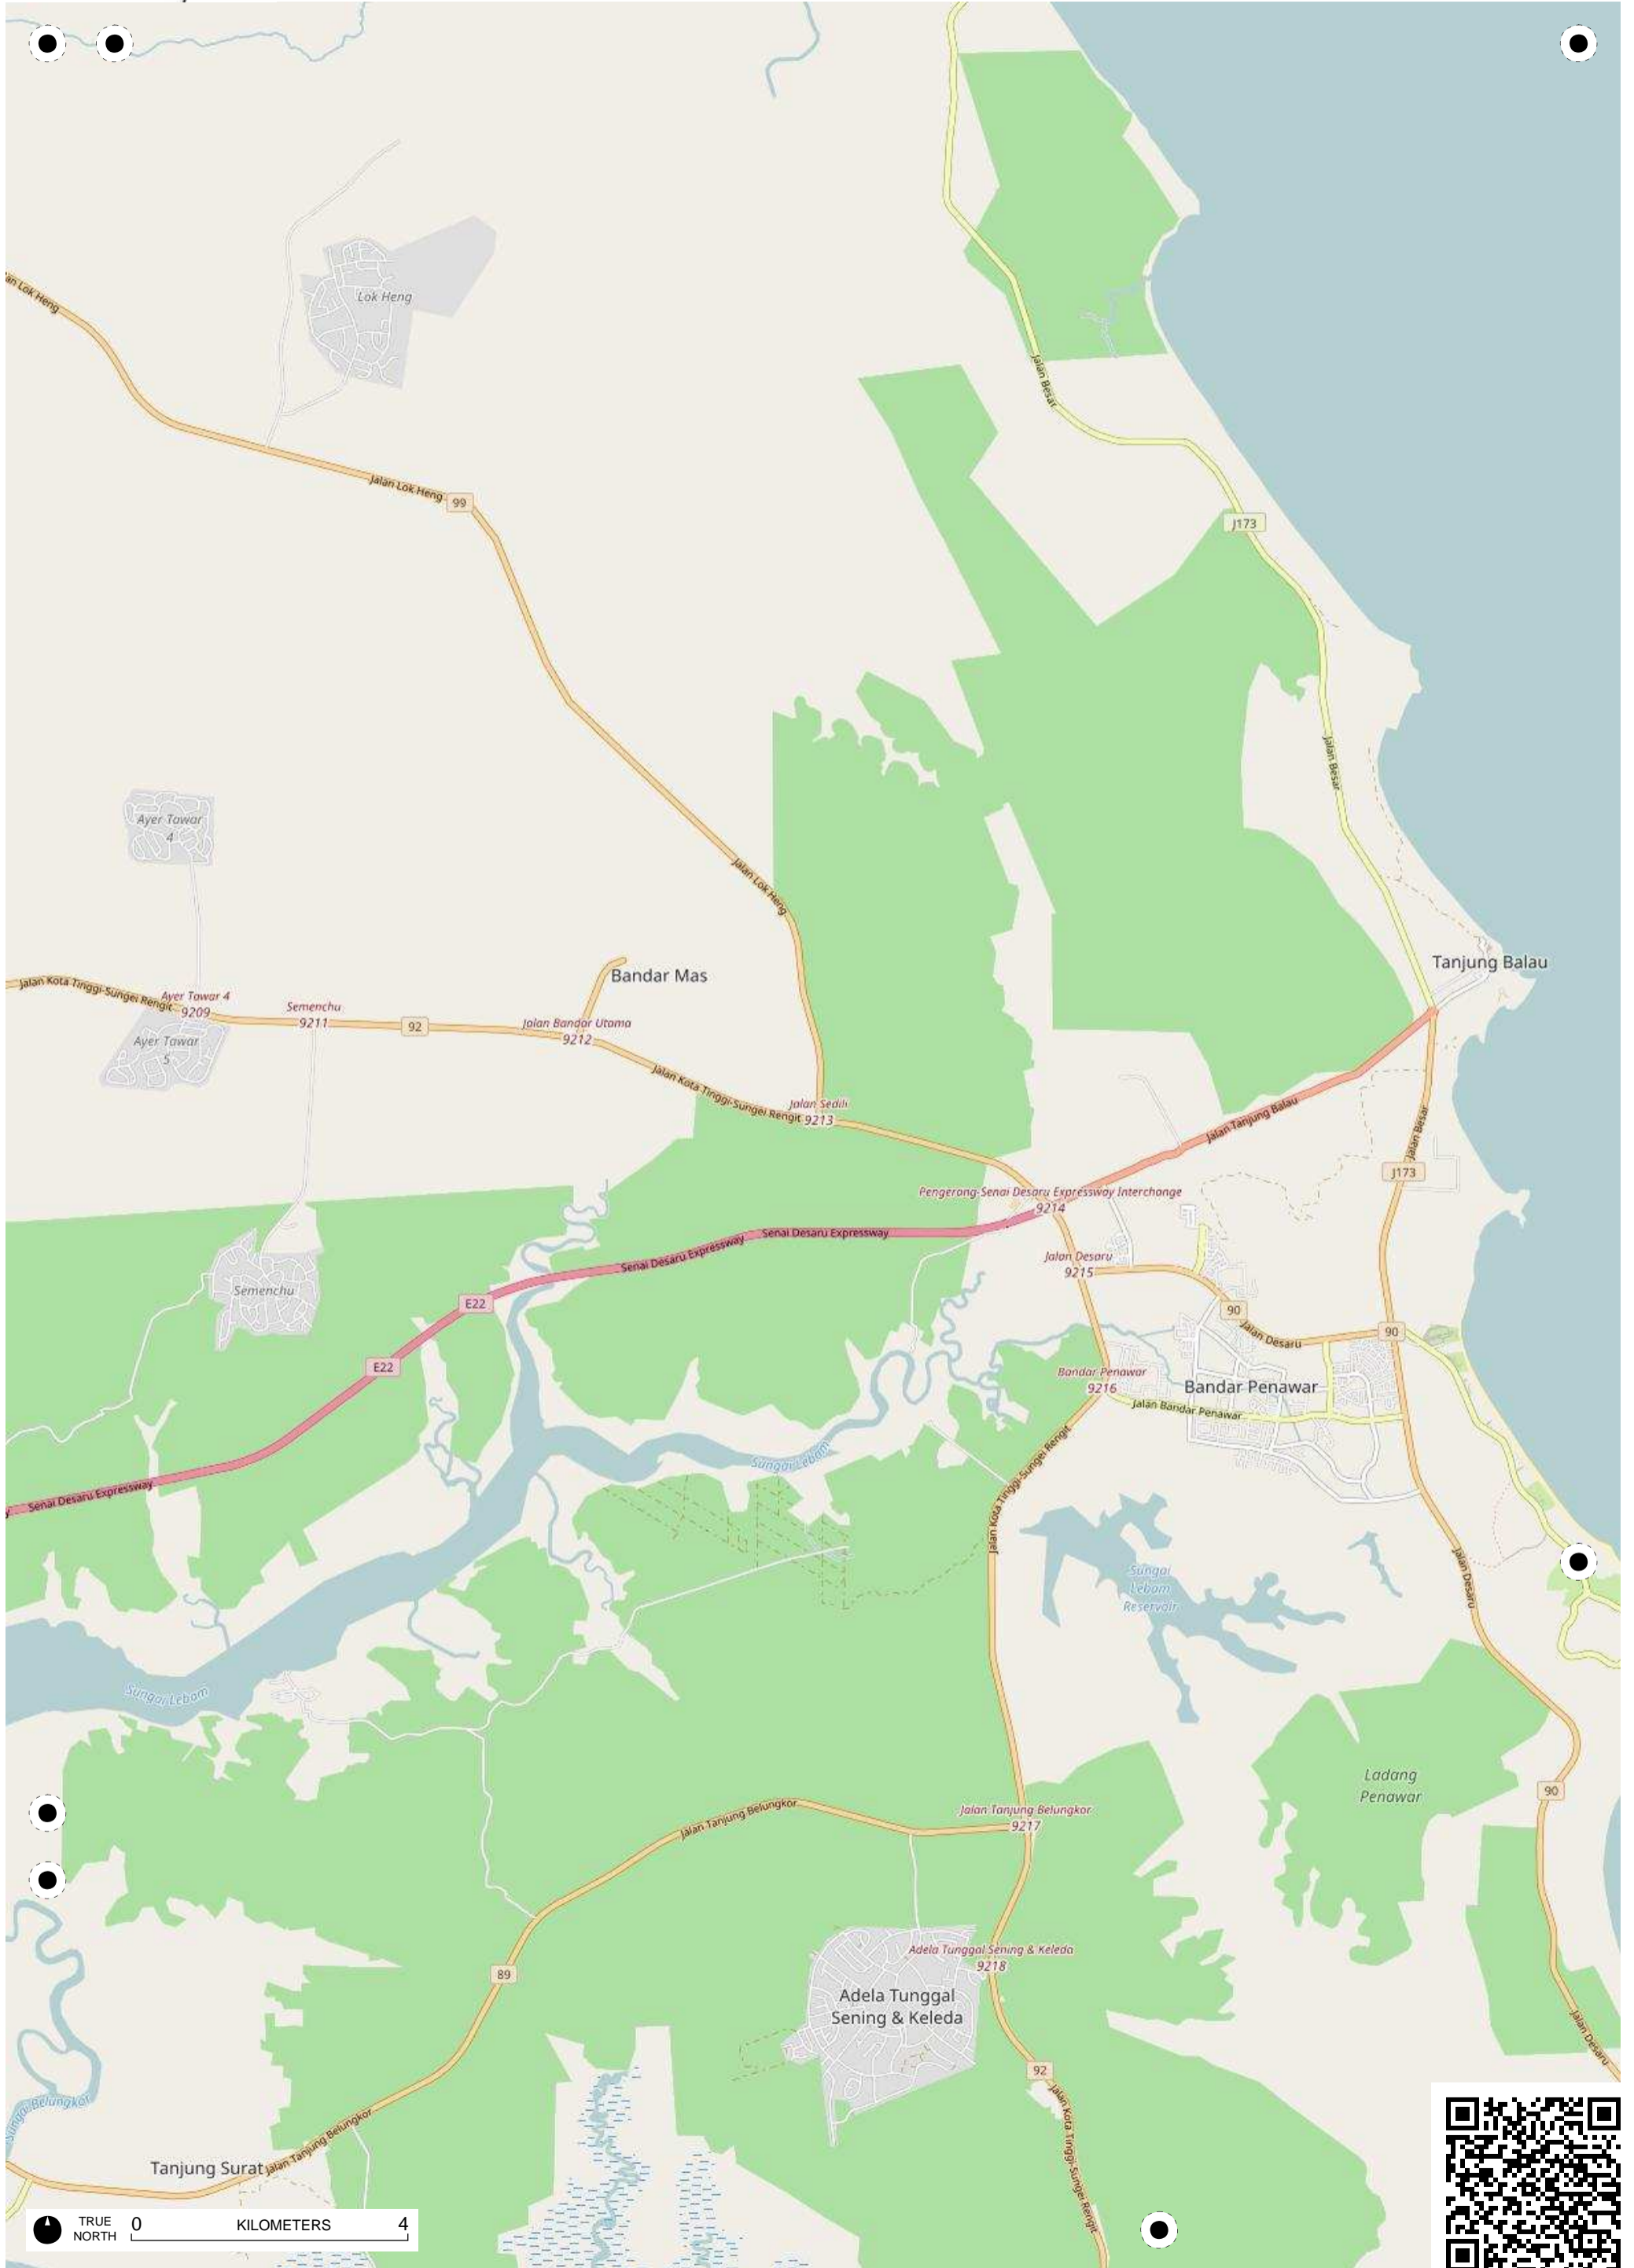 Jalan Lok Heng
Lok Heng
Jalan Besar
Jalan Lok Heng
99
J173
Jalan Besar
Ayer Tawar
4
Jalan Lok Heng
Tanjung Balau
Bandar Mas
Jalan Kota Tinggi-Sungei Rengit
Ayer Tawar 4
9209
Semenchu
9211
92
Jalan Bandar Utama
9212
Ayer Tawar
5
Jalan Kota Tinggi-Sungei Rengit
Jalan Sedili
9213
Jalan Tanjung Balau
Jalan Besar
J173
Pengerang-Senai Desaru Expressway Interchange
9214
Senai Desaru Expressway
Senai Desaru Expressway
Jalan Desaru
9215
Semenchu
E22
90
Jalan Desaru
90
E22
Bandar Penawar
9216
Bandar Penawar
Jalan Bandar Penawar
Sungai Lebam
Jalan Kota Tinggi-Sungei Rengit
Senai Desaru Expressway
y
Jalan Kota Tinggi-Sungei Rengit
Jalan Desaru
Sungai
Lebam
Reservoir
Sungai Lebam
Ladang
Penawar
90
Jalan Tanjung Belungkor
Jalan Tanjung Belungkor
9217
Adela Tunggal Sening & Keleda
9218
89
Adela Tunggal
Sening & Keleda
Jalan Desaru
92
Sungai Belungkor
Jalan Kota Tinggi-Sungei Rengit
Jalan Tanjung Belungkor
Tanjung Surat
TRUE
NORTH
0 KILOMETERS 4